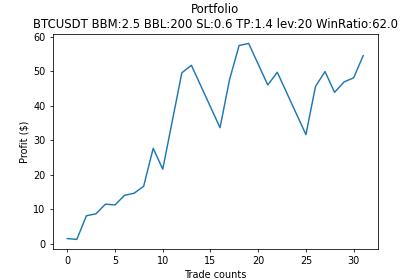 Portfolio
BTCUSDT BBM:2.5 BBL:200 SL:0.6 TP:1.4 lev:20 WinRatio:62.0
60
50
40
30
20
10
0
Profit ($)
0 5 10 15 20 25 30
Trade counts